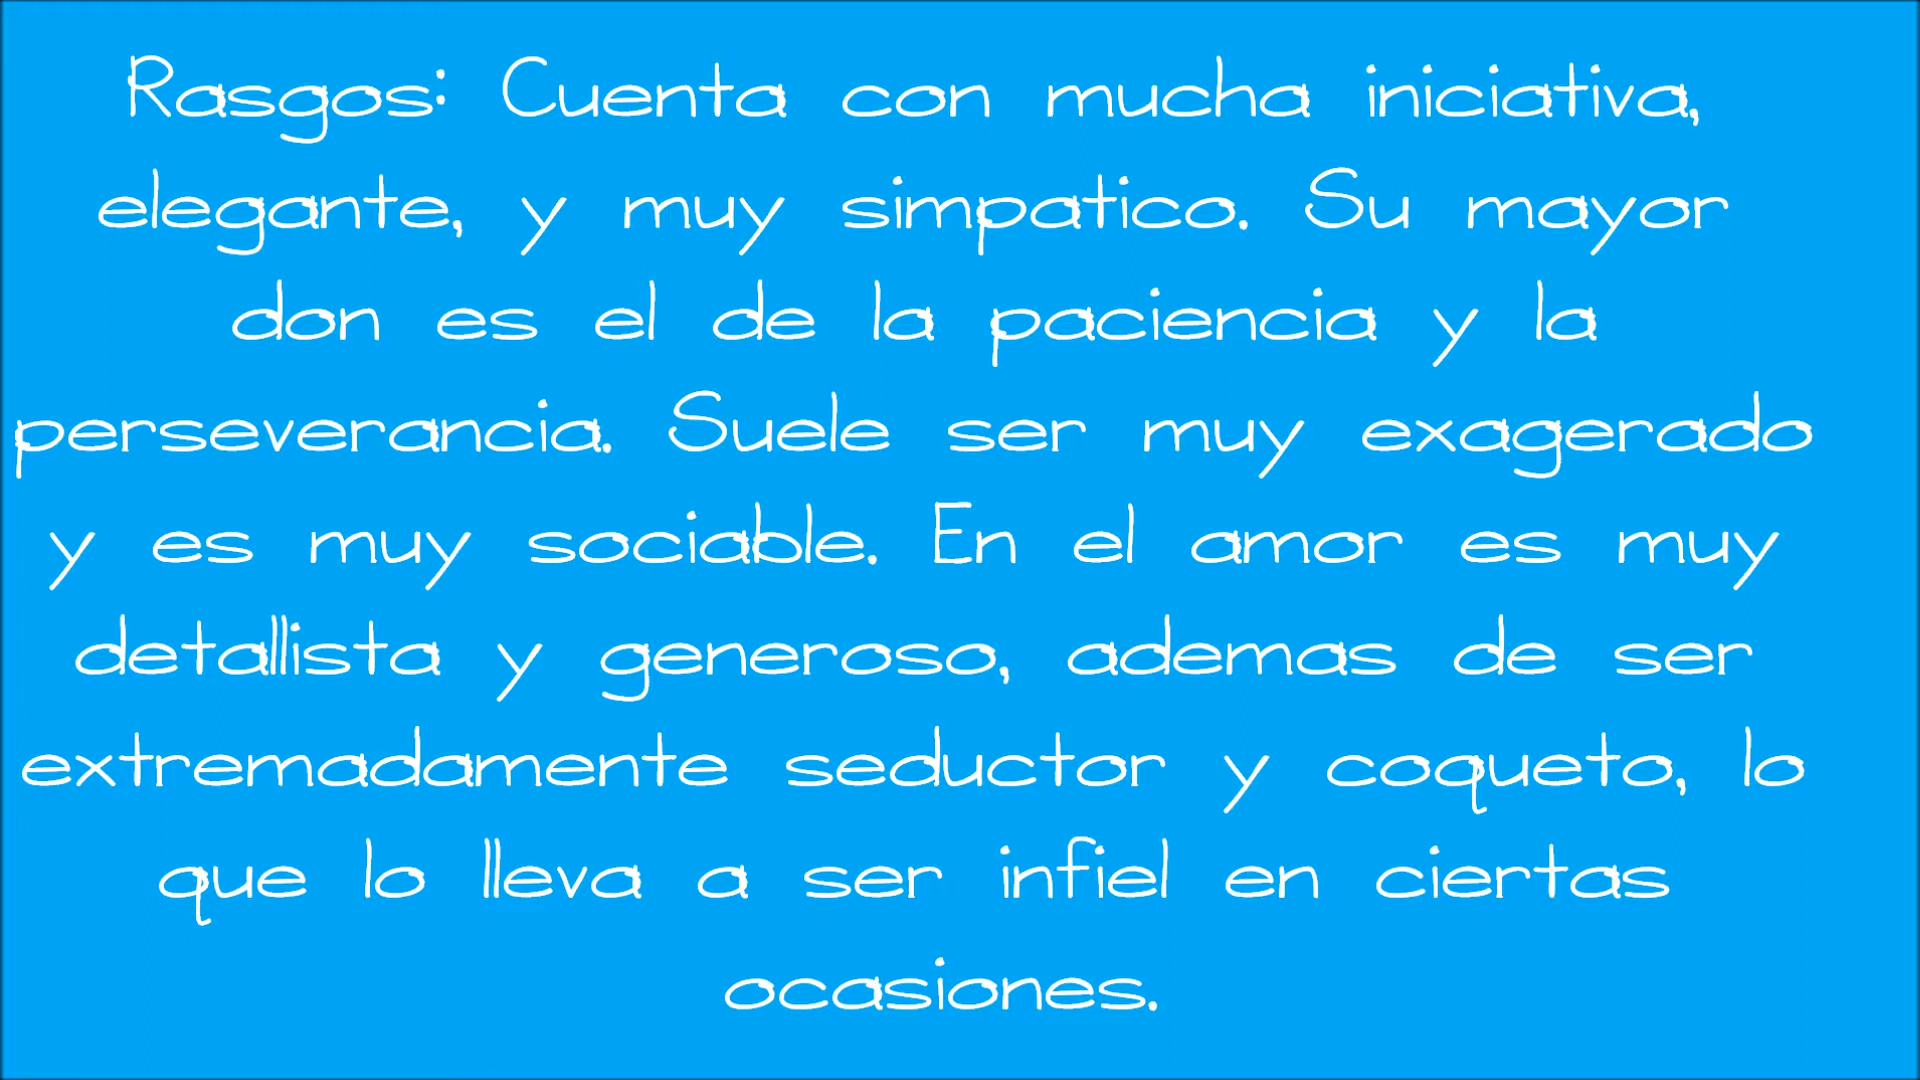 Rasgos: Cuenta con mucha iniciativa,
elegante, y muy simpatico. Su mayor
don es el de la paciencia y la
perseverancia. Suele ser muy exagerado
y es muy sociable. En el amor es muy
detallista y generoso, ademas de ser
extremadamente seductor y coqueto, lo
que lo lleva a ser infiel en ciertas
ocasiones.